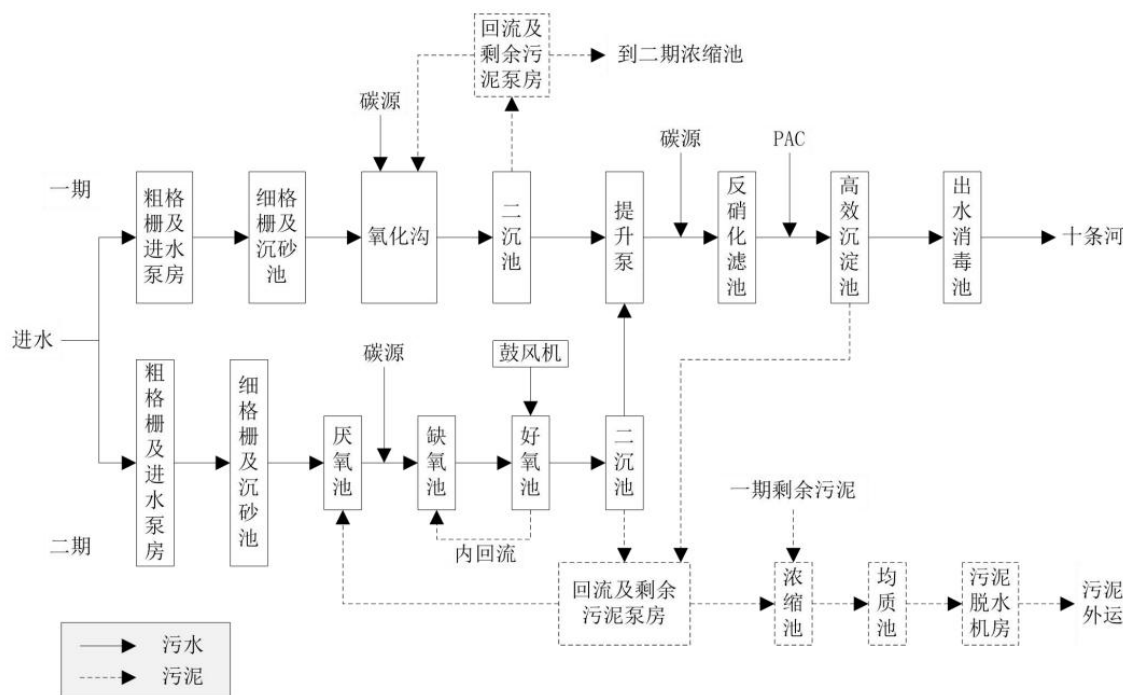 回流及
剩余污
泥泵房
到二期浓缩池
碳源
碳源
PAC
一期
粗格
栅及
进水
泵房
细格
栅及
沉砂
池
氧化沟
二沉池
提升泵
反硝化滤池
高效沉淀池
出水消毒池
十条河
进水
粗格栅及进水泵房
细格栅及沉砂池
厌氧池
碳源
缺氧池
鼓风机
好氧池
二沉池
内回流
一期剩余污泥
二期
回流及剩余
污泥泵房
浓缩池
均质池
污泥
脱水
机房
污泥
外运
污水
污泥